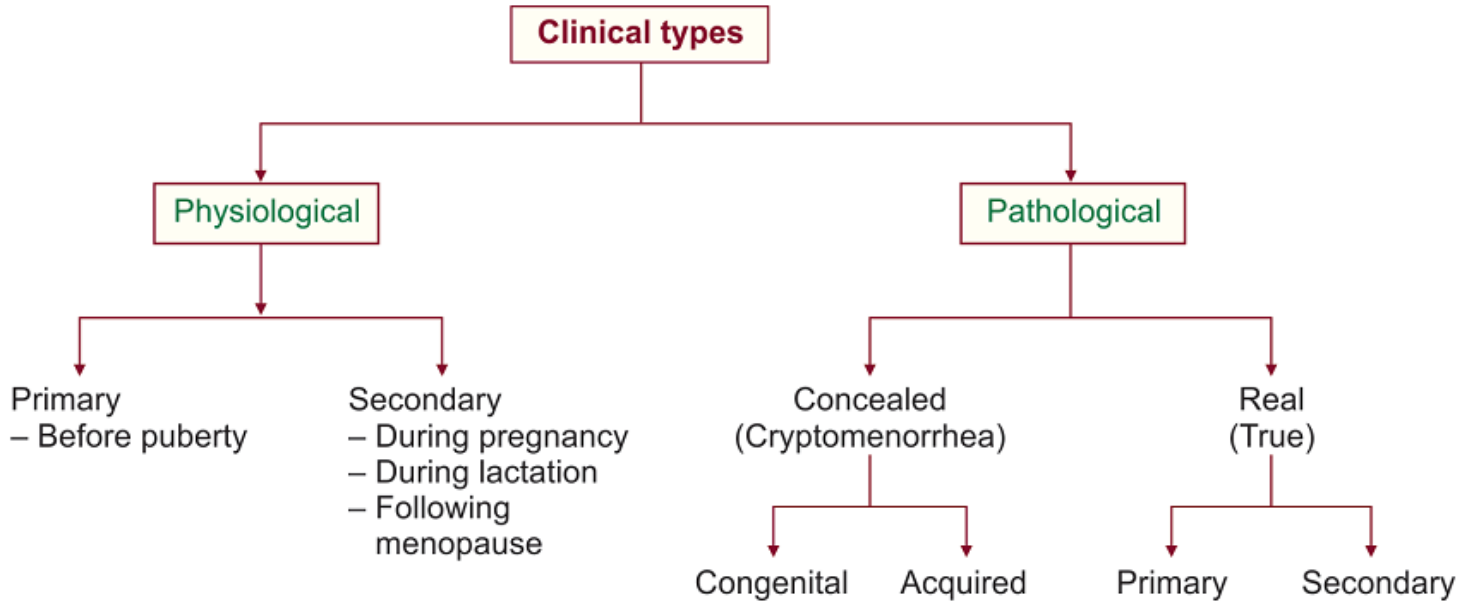 Clinical types
Physiological
Pathological
Primary
– Before puberty
Secondary
– During pregnancy
– During lactation
– Following
menopause
Concealed
(Cryptomenorrhea)
Real
(True)
Congenital
Acquired
Primary
Secondary